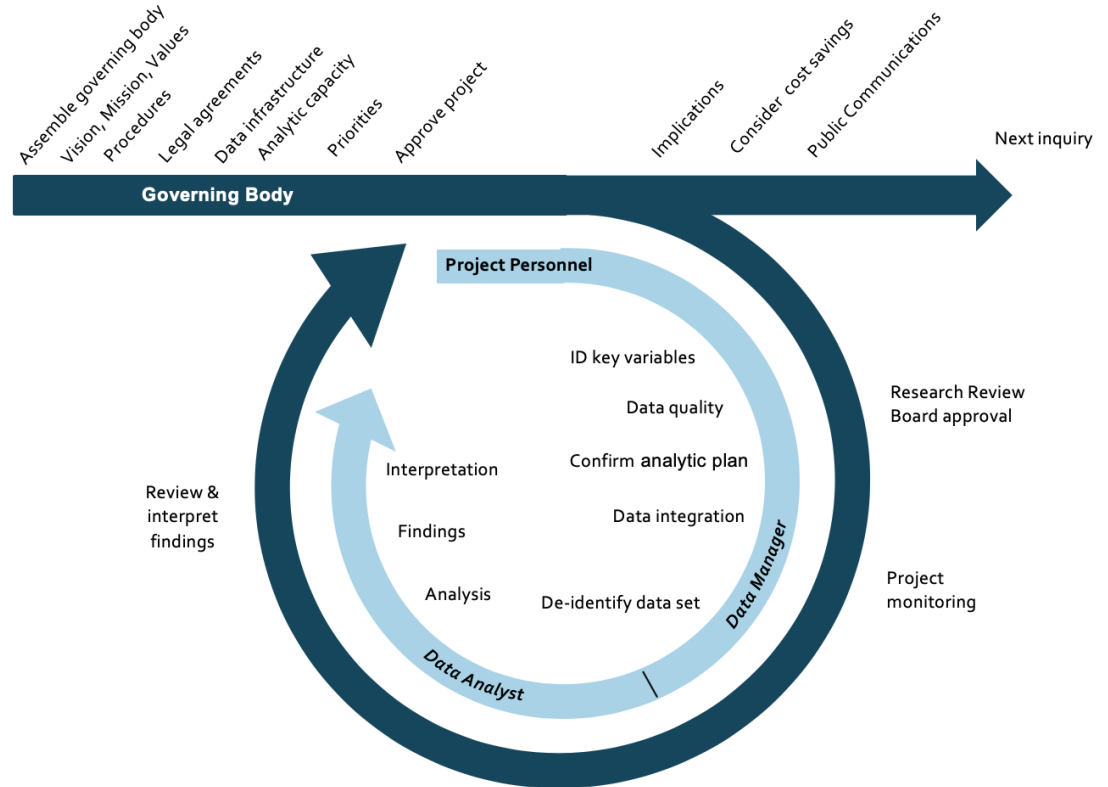 Assemble governing body
Vision, Mission, Values
Procedures
Legal agreements
Data infrastructure
Analytic capacity
Priorities
Approve project
Implications
Consider cost savings
Public Communications
Next inquiry
Governing Body
Project Personnel
ID key variables
Data quality
Confirm analytic plan
Data integration
De-identify data set
Data Manager
Research Review
Board approval
Project
monitoring
Data Analyst
Analysis
Findings
Interpretation
Review &
interpret
findings